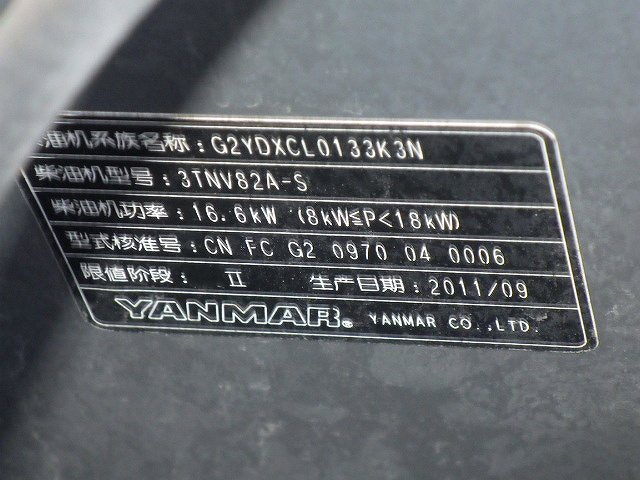 柴油机系族名称：G2YDXCL0133K3N
柴油机型号：3TNV82A-S
柴油机功率：16.6kW (8kW≦P<18kW)
型式核准号：CN FC G2 0970 04 0006
限值阶段： Ⅱ 生产日期：2011/09
YANMAR® YANMAR CO.,LTD.